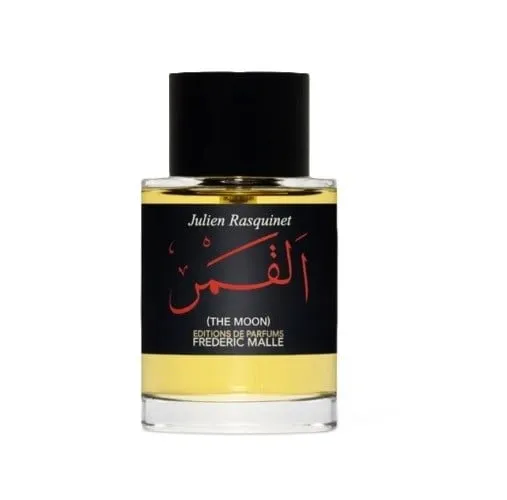 Julien Rasquinet
القمر
(THE MOON)
EDITIONS DE PARFUMS
FREDERIC MALLE